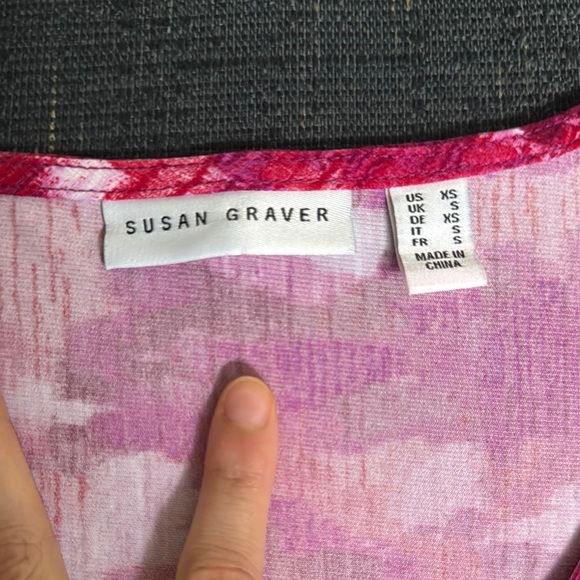 SUSAN GRAVER
US XS
UK S
DE XS
IT S
FR S
MADE IN
CHINA